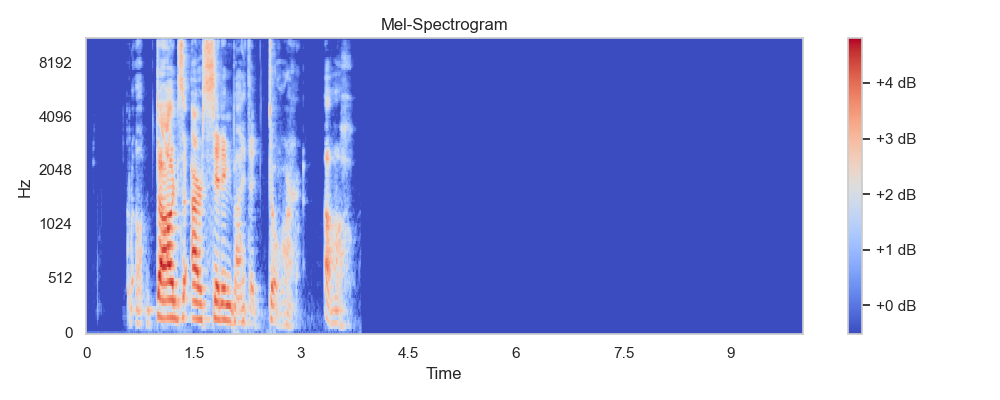 Mel-Spectrogram
8192
4096
2048
1024
512
0
Hz
0 1.5 3 4.5 6 7.5 9
Time
+4 dB
+3 dB
+2 dB
+1 dB
+0 dB